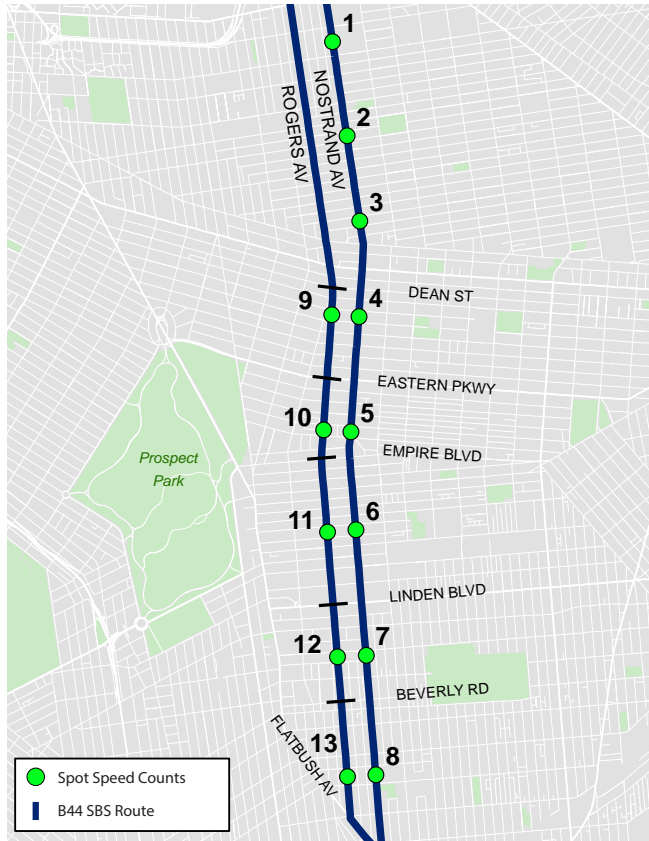 1
2
ROGERS AV
NOSTRAND AV
3
DEAN ST
9
4
EASTERN PKWY
10
5
EMPIRE BLVD
Prospect
Park
11
6
LINDEN BLVD
12
7
BEVERLY RD
FLATBUSH AV
13
8
Spot Speed Counts
B44 SBS Route